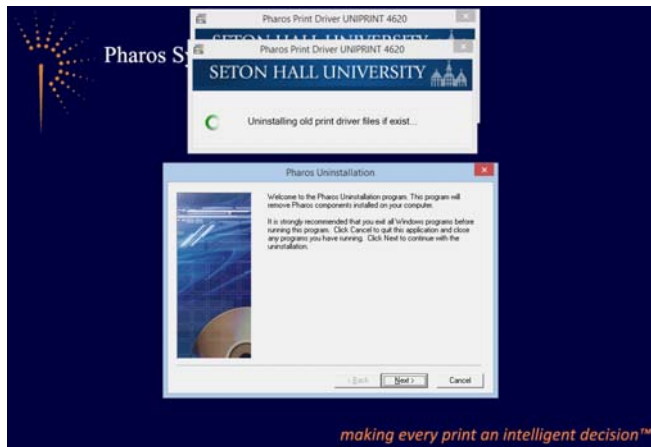 Pharos Print Driver UNIPRINT 4620
SETON HALL UNIVERSITY
Pharos Print Driver UNIPRINT 4620
Pharos Sy
SETON HALL UNIVERSITY
Uninstalling old print driver files if exist...
Pharos Uninstallation
Welcome to the Pharos Uninstallation program. This program will
remove Pharos components installed on your computer.
It is strongly recommended that you exit all Windows programs before
running this program. Click Cancel to quit this application and close
any programs you have running. Click Next to continue with the
uninstallation.
< Back
Next >
Cancel
making every print an intelligent decision™